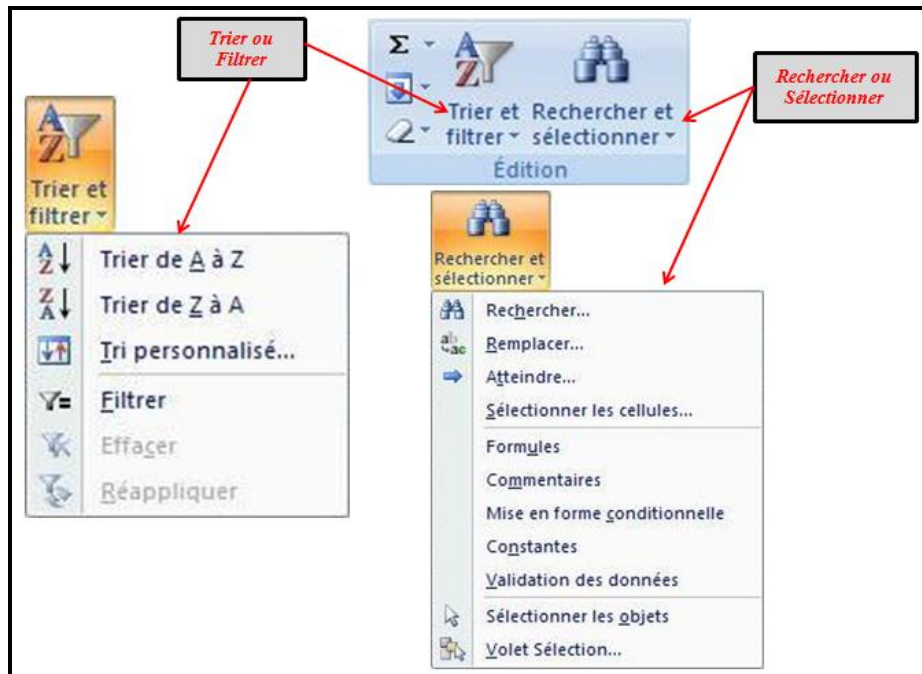 Trier ou
Filtrer
Σ
A
Z
Trier et
filtrer
Rechercher et
sélectionner
Édition
Rechercher ou
Sélectionner
A
Z
Trier et
filtrer
A
Z
Trier de A à Z
Z
A
Trier de Z à A
Tri personnalisé...
Filtrer
Effacer
Réappliquer
Rechercher et
sélectionner
Rechercher...
ab
ac
Remplacer...
Atteindre...
Sélectionner les cellules...
Formules
Commentaires
Mise en forme conditionnelle
Constantes
Validation des données
Sélectionner les objets
Volet Sélection...